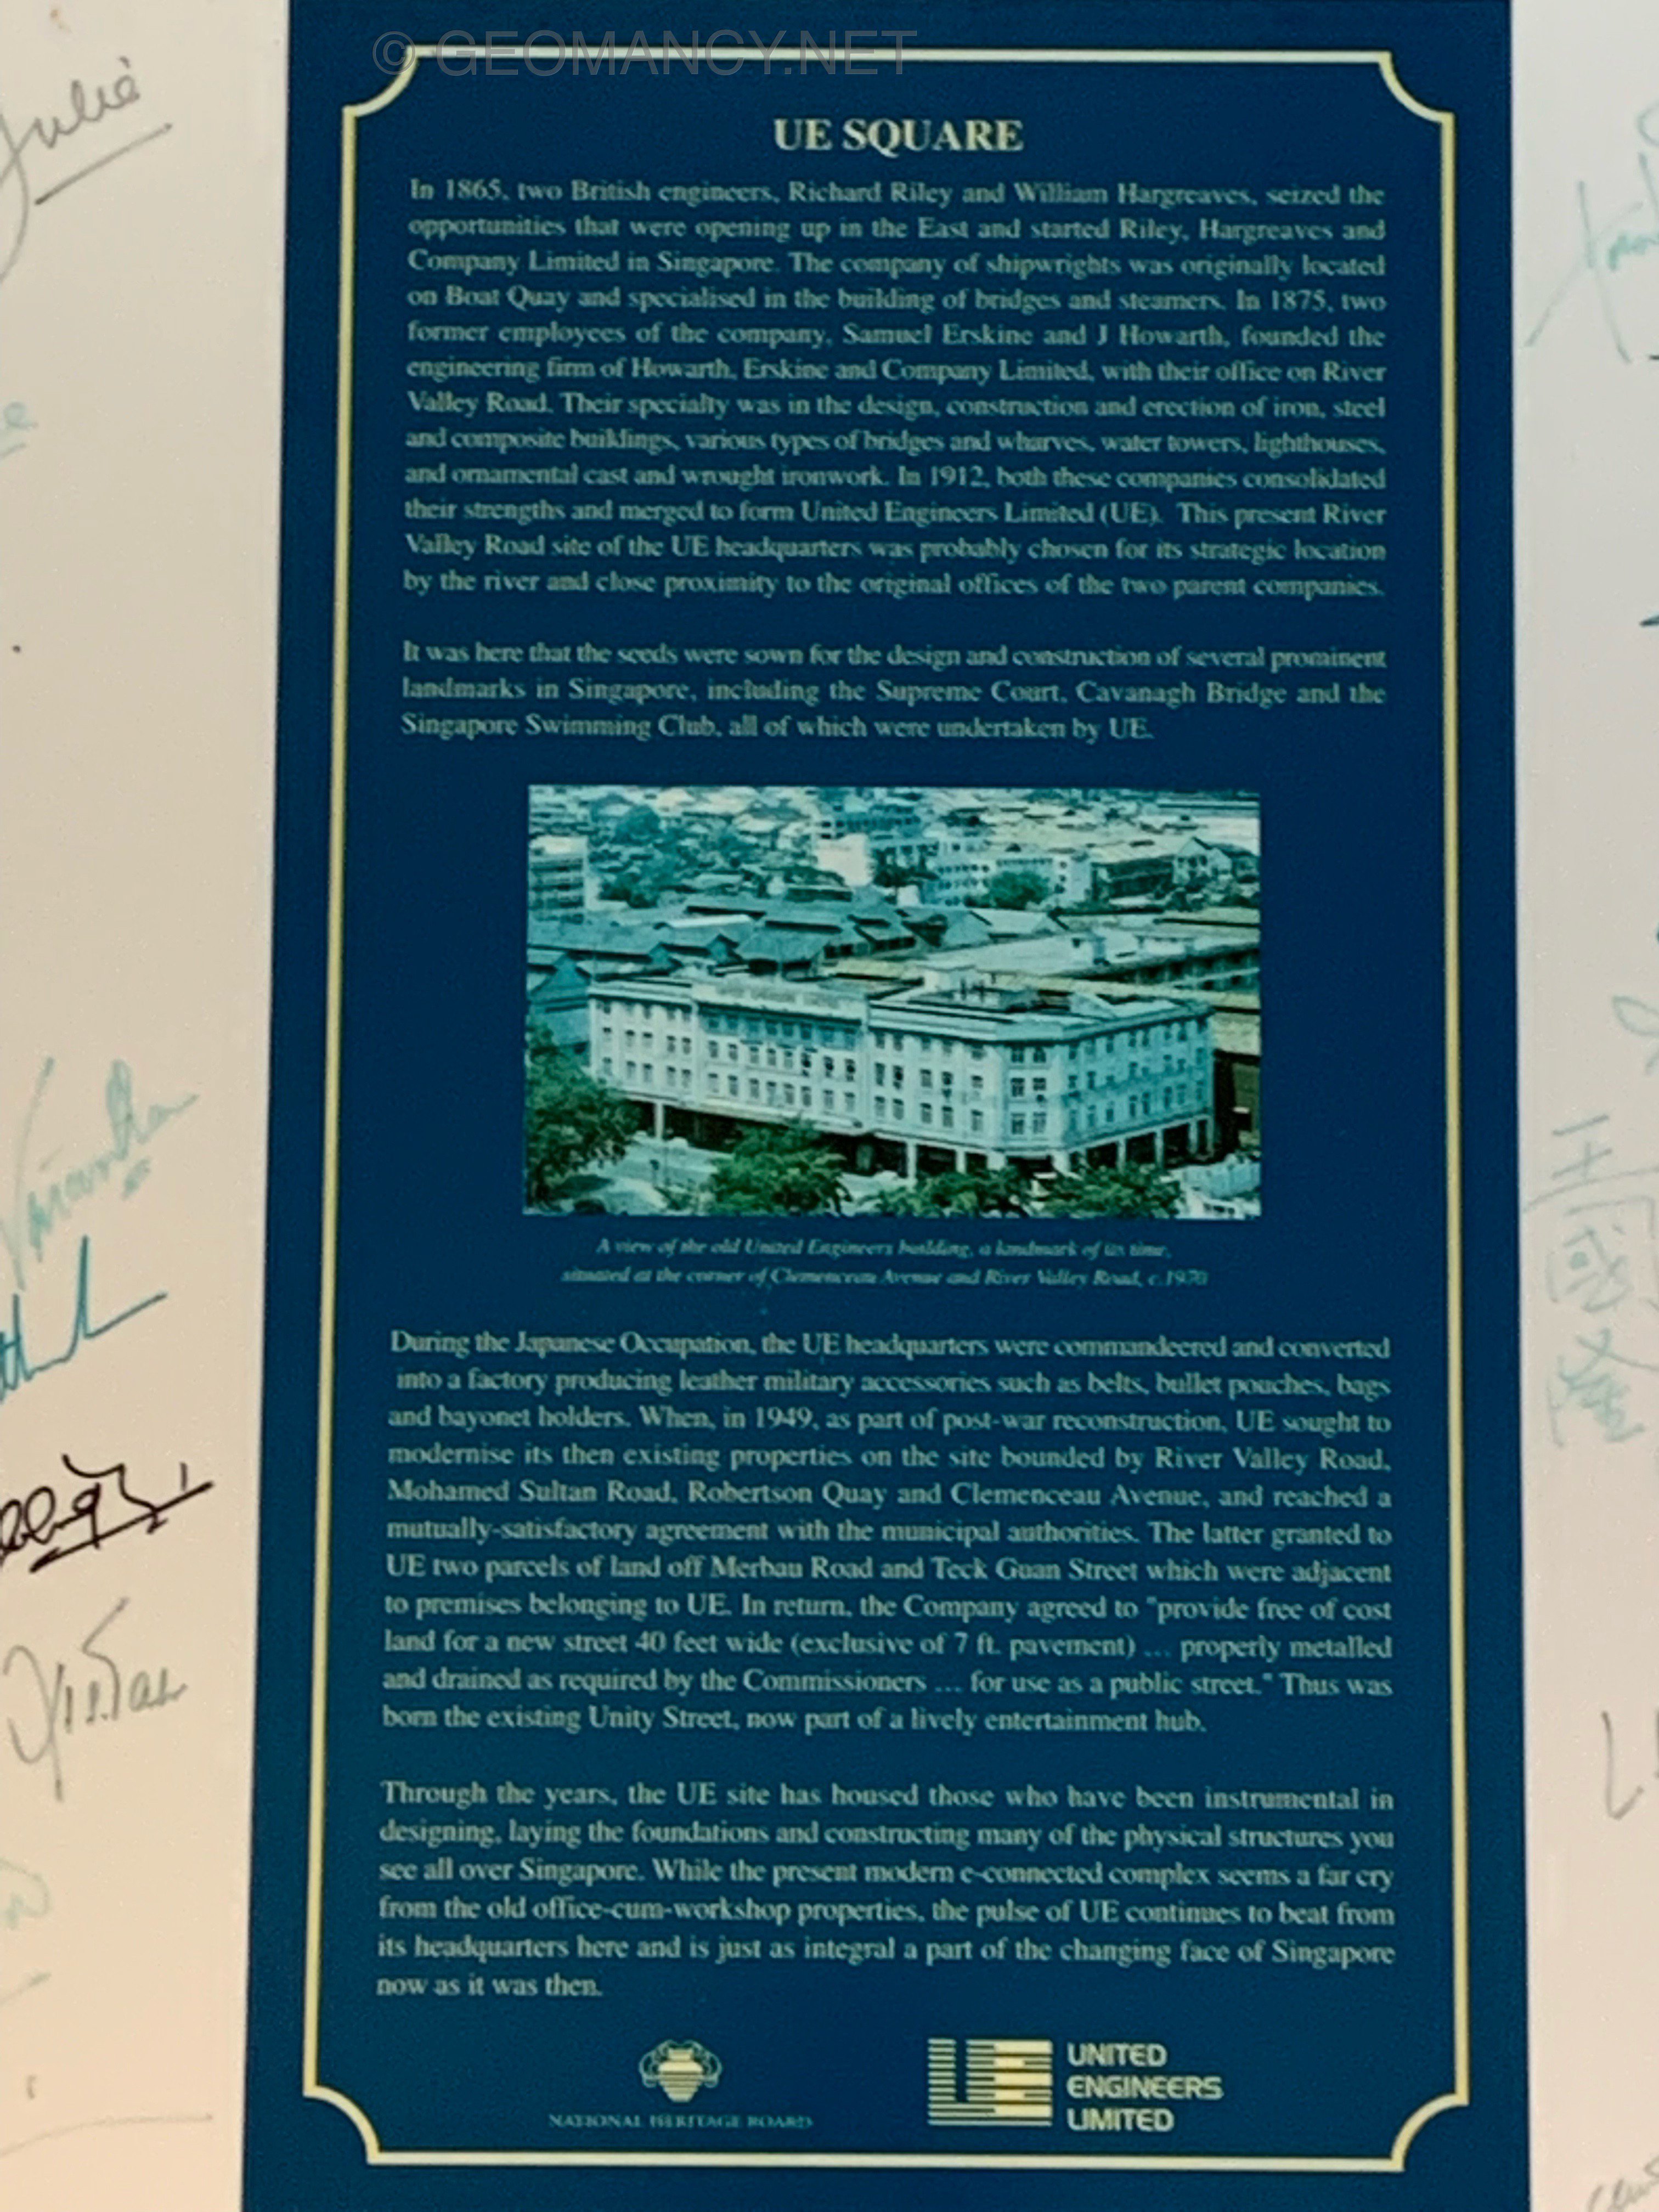 © GEOMANCY.NET
Julie
UE SQUARE
In 1865, two British engineers, Richard Riley and William Hargreaves, seized the
opportunities that were opening up in the East and started Riley, Hargreaves and
Company Limited in Singapore. The company of shipwrights was originally located
on Boat Quay and specialised in the building of bridges and steamers. In 1875, two
former employees of the company, Samuel Erskine and J Howarth, founded the
engineering firm of Howarth, Erskine and Company Limited, with their office on River
Valley Road. Their specialty was in the design, construction and erection of iron, steel
and composite buildings, various types of bridges and wharves, water towers, lighthouses,
and ornamental cast and wrought ironwork. In 1912, both these companies consolidated
their strengths and merged to form United Engineers Limited (UE). This present River
Valley Road site of the UE headquarters was probably chosen for its strategic location
by the river and close proximity to the original offices of the two parent companies.
It was here that the seeds were sown for the design and construction of several prominent
landmarks in Singapore, including the Supreme Court, Cavanagh Bridge and the
Singapore Swimming Club, all of which were undertaken by UE.
A view of the old United Engineers building, a landmark of its time,
situated at the corner of Clemenceau Avenue and River Valley Road, c.1970
During the Japanese Occupation, the UE headquarters were commandeered and converted
into a factory producing leather military accessories such as belts, bullet pouches, bags
and bayonet holders. When, in 1949, as part of post-war reconstruction, UE sought to
modernise its then existing properties on the site bounded by River Valley Road,
Mohamed Sultan Road, Robertson Quay and Clemenceau Avenue, and reached a
mutually-satisfactory agreement with the municipal authorities. The latter granted to
UE two parcels of land off Merbau Road and Teck Guan Street which were adjacent
to premises belonging to UE. In return, the Company agreed to "provide free of cost
land for a new street 40 feet wide (exclusive of 7 ft. pavement) ... properly metalled
and drained as required by the Commissioners ... for use as a public street." Thus was
born the existing Unity Street, now part of a lively entertainment hub.
Through the years, the UE site has housed those who have been instrumental in
designing, laying the foundations and constructing many of the physical structures you
see all over Singapore. While the present modern e-connected complex seems a far cry
from the old office-cum-workshop properties, the pulse of UE continues to beat from
its headquarters here and is just as integral a part of the changing face of Singapore
now as it was then.
NATIONAL HERITAGE BOARD
UE
UNITED
ENGINEERS
LIMITED
王國隆